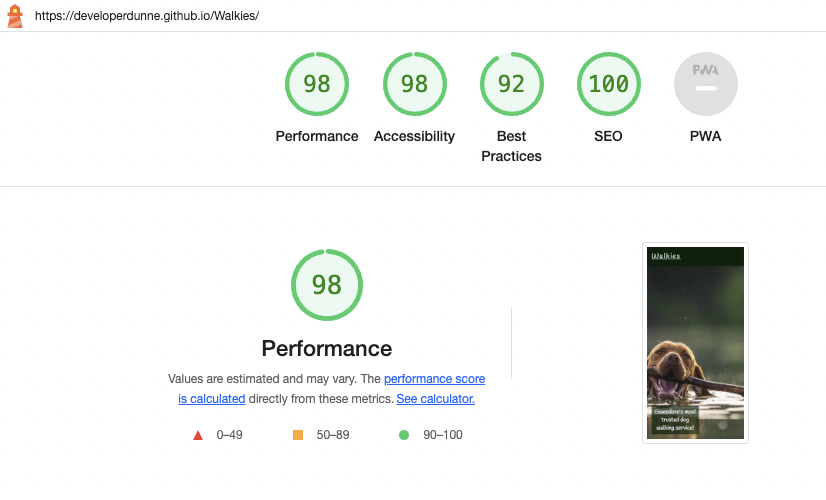 https://developerdunne.github.io/Walkies/
98
98
92
100
PWA
Performance
Accessibility
Best
Practices
SEO
PWA
98
Performance
Values are estimated and may vary. The performance score
is calculated directly from these metrics. See calculator.
0–49
50–89
90–100
Walkies
Gweedore's most
trusted dog
walking service!